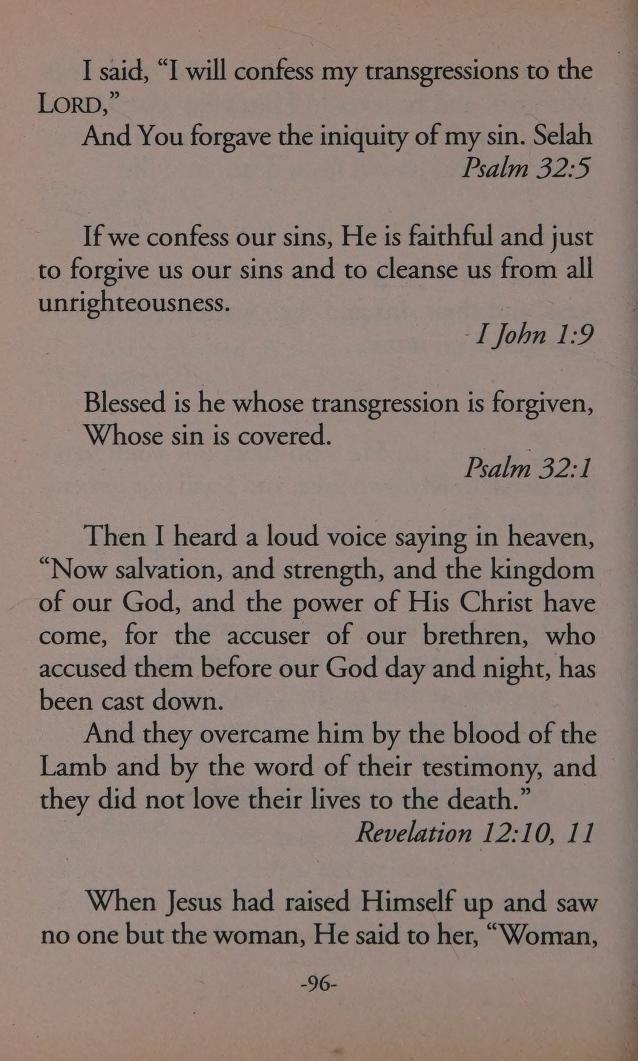 I said, “I will confess my transgressions to the
LORD,”
And You forgave the iniquity of my sin. Selah
Psalm 32:5
If we confess our sins, He is faithful and just
to forgive us our sins and to cleanse us from all
unrighteousness.
I John 1:9
Blessed is he whose transgression is forgiven,
Whose sin is covered.
Psalm 32:1
Then I heard a loud voice saying in heaven,
“Now salvation, and strength, and the kingdom
of our God, and the power of His Christ have
come, for the accuser of our brethren, who
accused them before our God day and night, has
been cast down.
And they overcame him by the blood of the
Lamb and by the word of their testimony, and
they did not love their lives to the death.”
Revelation 12:10, 11
When Jesus had raised Himself up and saw
no one but the woman, He said to her, “Woman,
-96-